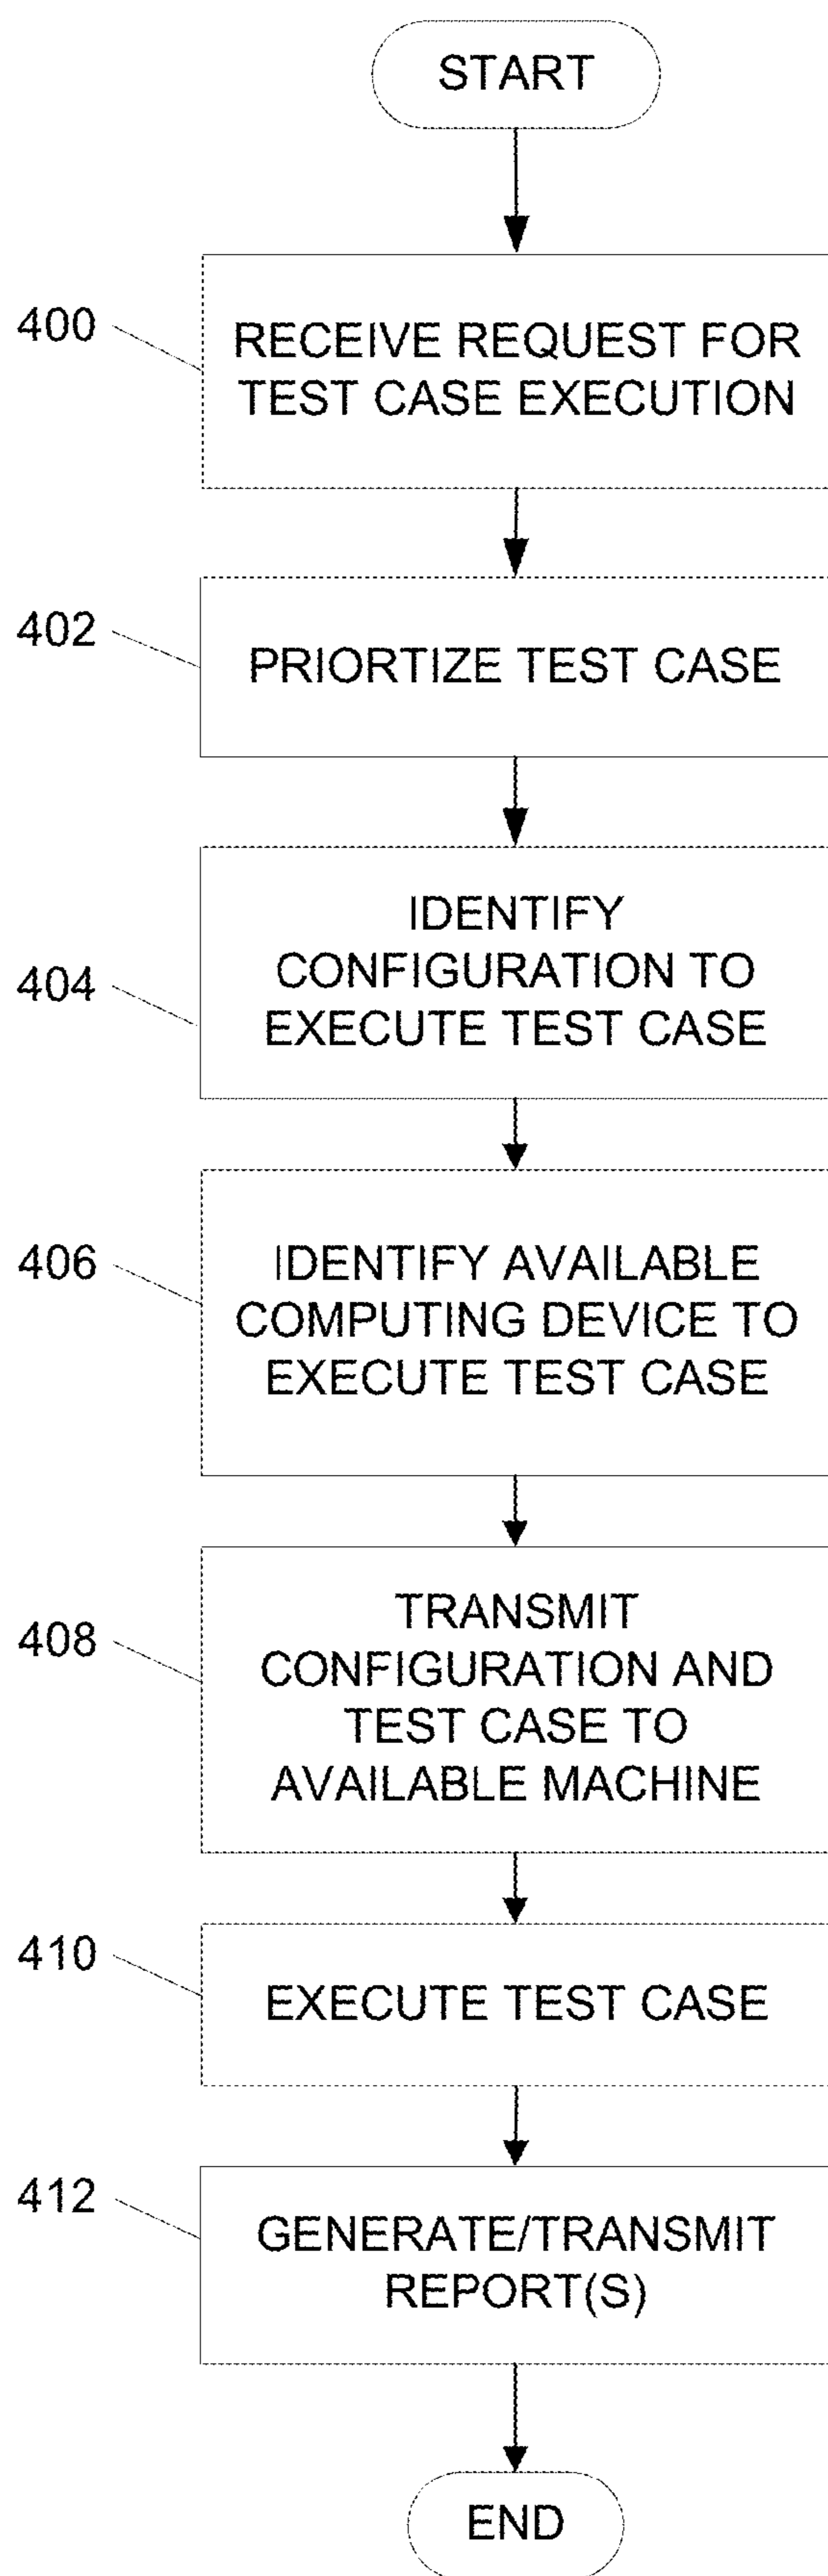 START
400
RECEIVE REQUEST FOR
TEST CASE EXECUTION
402
PRIORTIZE TEST CASE
404
IDENTIFY
CONFIGURATION TO
EXECUTE TEST CASE
406
IDENTIFY AVAILABLE
COMPUTING DEVICE TO
EXECUTE TEST CASE
408
TRANSMIT
CONFIGURATION AND
TEST CASE TO
AVAILABLE MACHINE
410
EXECUTE TEST CASE
412
GENERATE/TRANSMIT
REPORT(S)
END